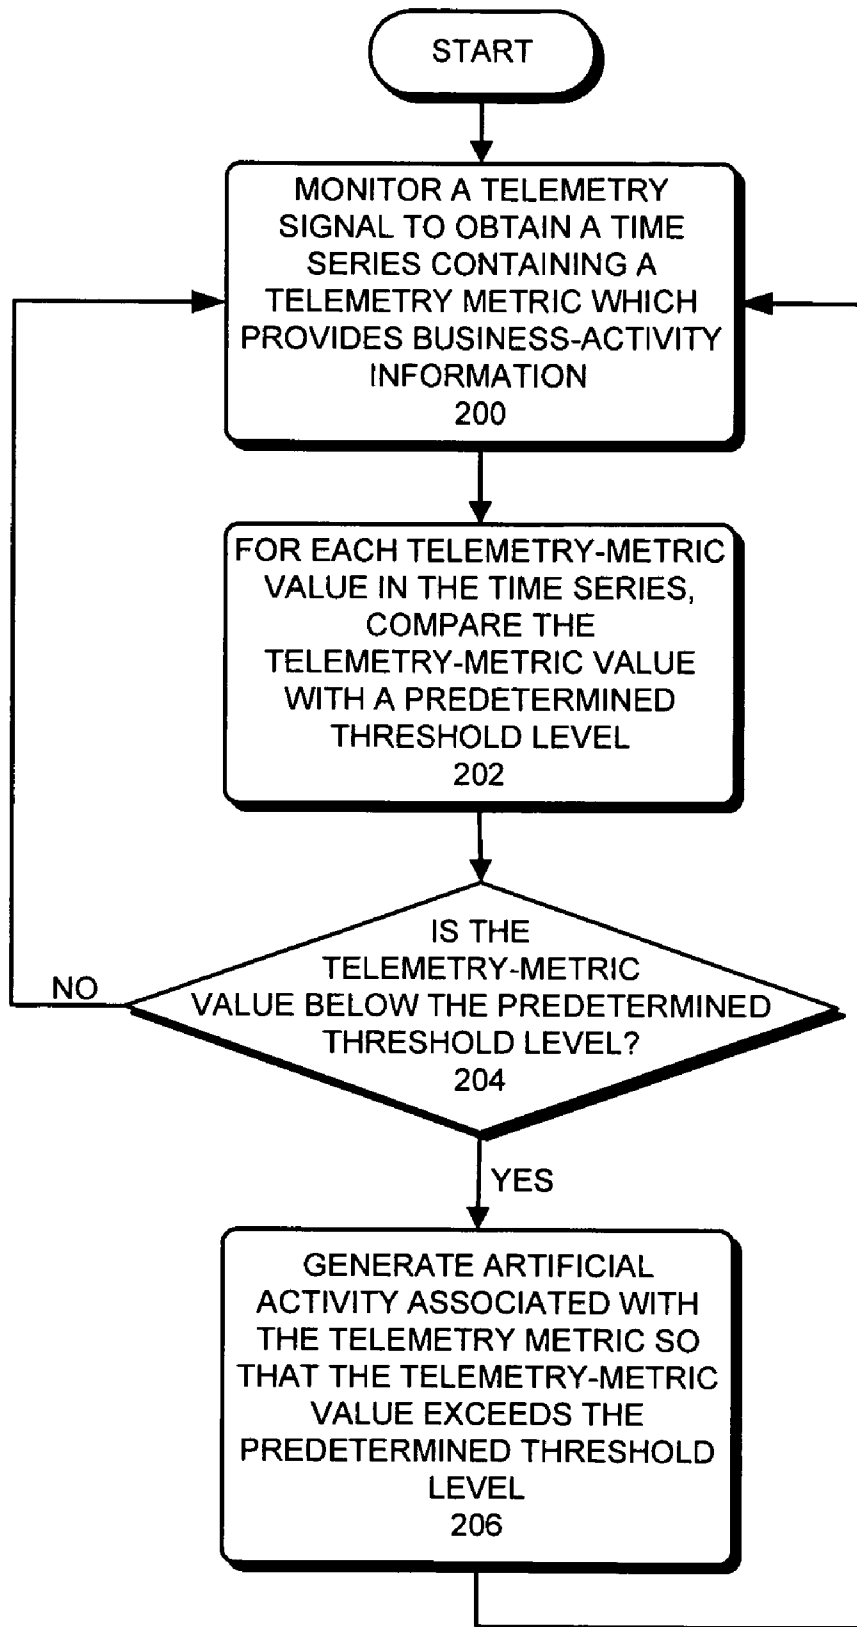 START
MONITOR A TELEMETRY
SIGNAL TO OBTAIN A TIME
SERIES CONTAINING A
TELEMETRY METRIC WHICH
PROVIDES BUSINESS-ACTIVITY
INFORMATION
200
FOR EACH TELEMETRY-METRIC
VALUE IN THE TIME SERIES,
COMPARE THE
TELEMETRY-METRIC VALUE
WITH A PREDETERMINED
THRESHOLD LEVEL
202
IS THE
TELEMETRY-METRIC
VALUE BELOW THE PREDETERMINED
THRESHOLD LEVEL?
204
NO
YES
GENERATE ARTIFICIAL
ACTIVITY ASSOCIATED WITH
THE TELEMETRY METRIC SO
THAT THE TELEMETRY-METRIC
VALUE EXCEEDS THE
PREDETERMINED THRESHOLD
LEVEL
206